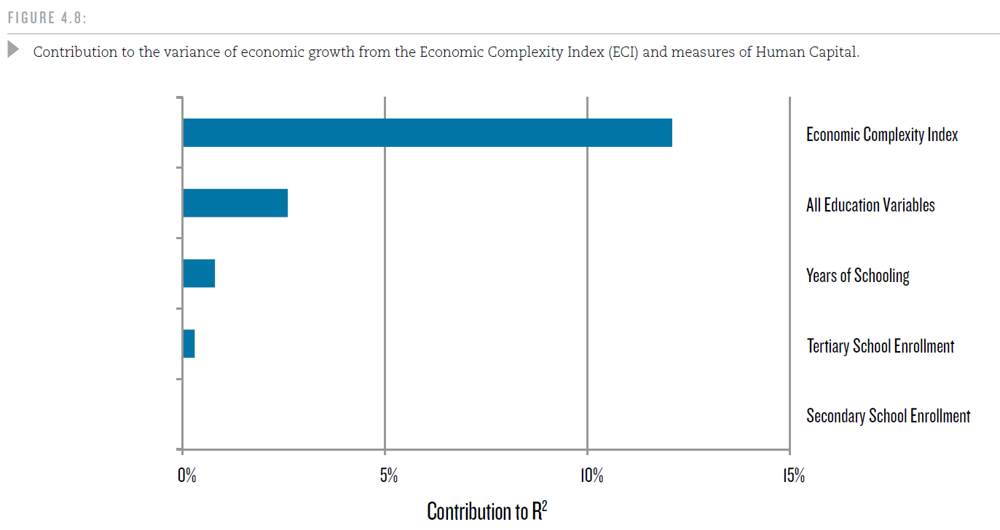 FIGURE 4.8:
Contribution to the variance of economic growth from the Economic Complexity Index (ECI) and measures of Human Capital.
Economic Complexity Index
All Education Variables
Years of Schooling
Tertiary School Enrollment
Secondary School Enrollment
0% 5% 10% 15%
Contribution to R²